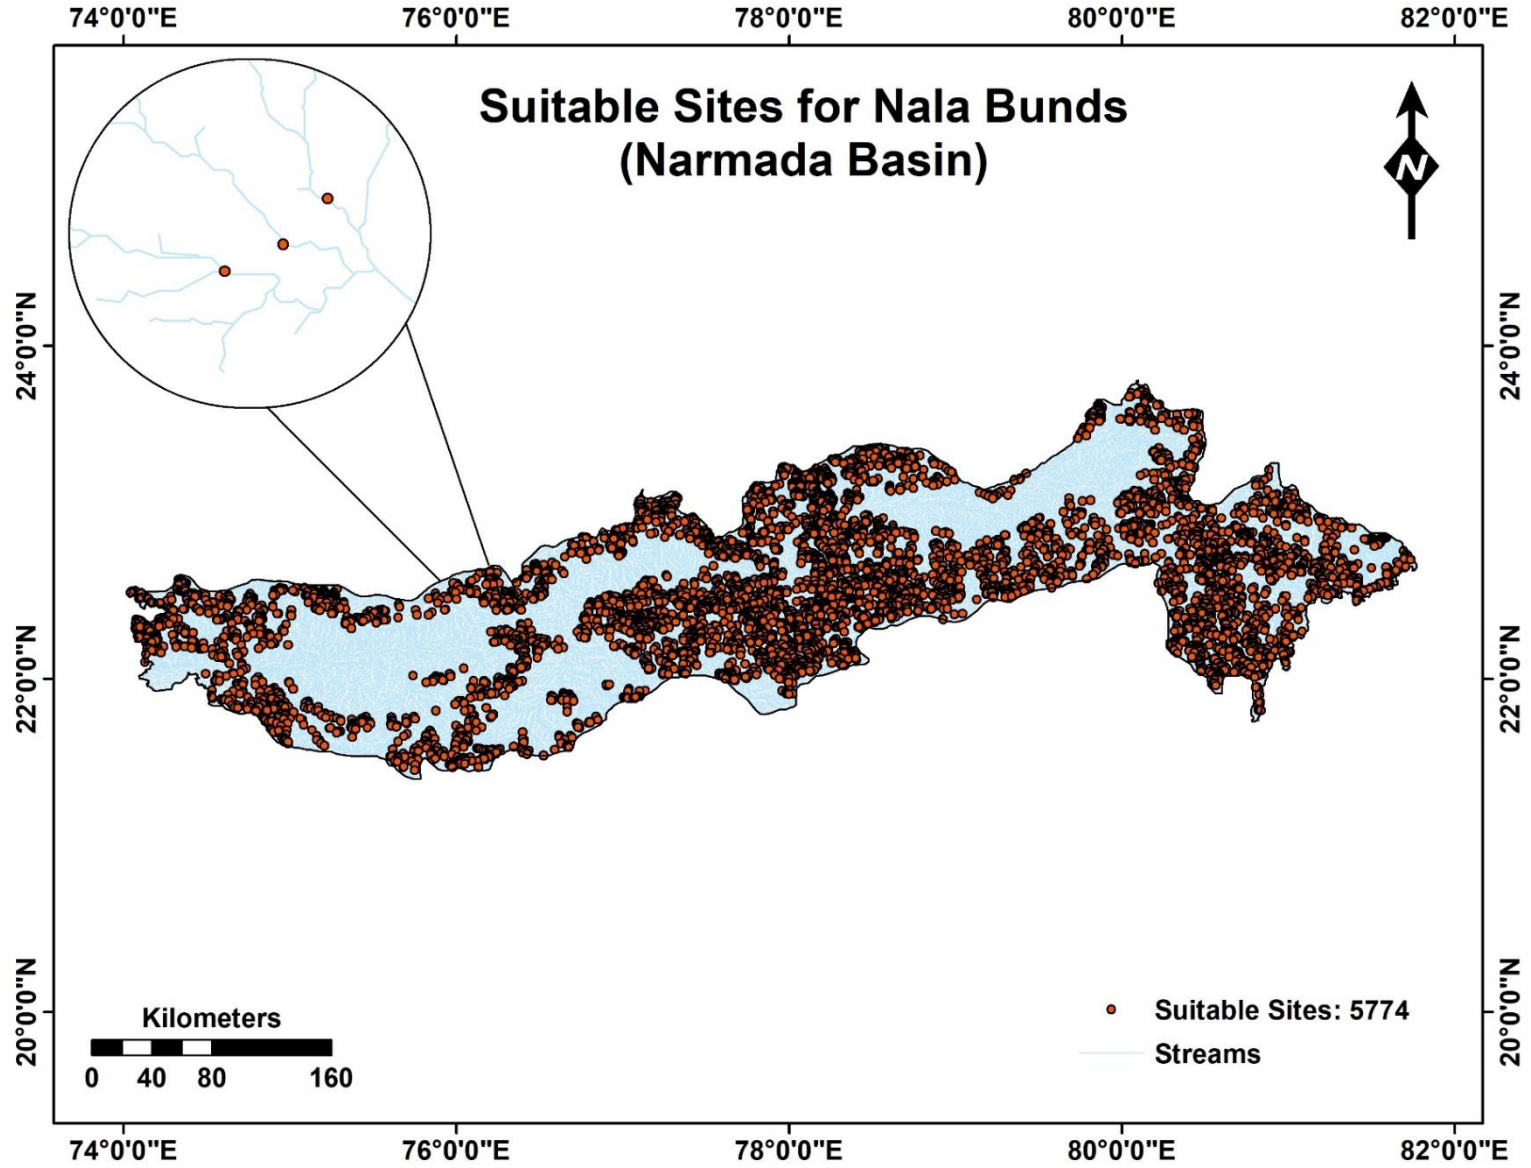 74°0'0"E 76°0'0"E 78°0'0"E 80°0'0"E 82°0'0"E
Suitable Sites for Nala Bunds
(Narmada Basin)
N
24°0'0"N 24°0'0"N
22°0'0"N 22°0'0"N
20°0'0"N 20°0'0"N
Kilometers
0 40 80 160
Suitable Sites: 5774
Streams
74°0'0"E 76°0'0"E 78°0'0"E 80°0'0"E 82°0'0"E